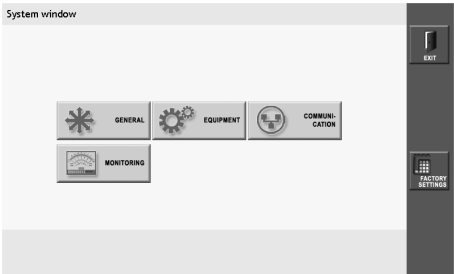 System window
EXIT
GENERAL
EQUIPMENT
COMMUNI-
CATION
MONITORING
FACTORY
SETTINGS